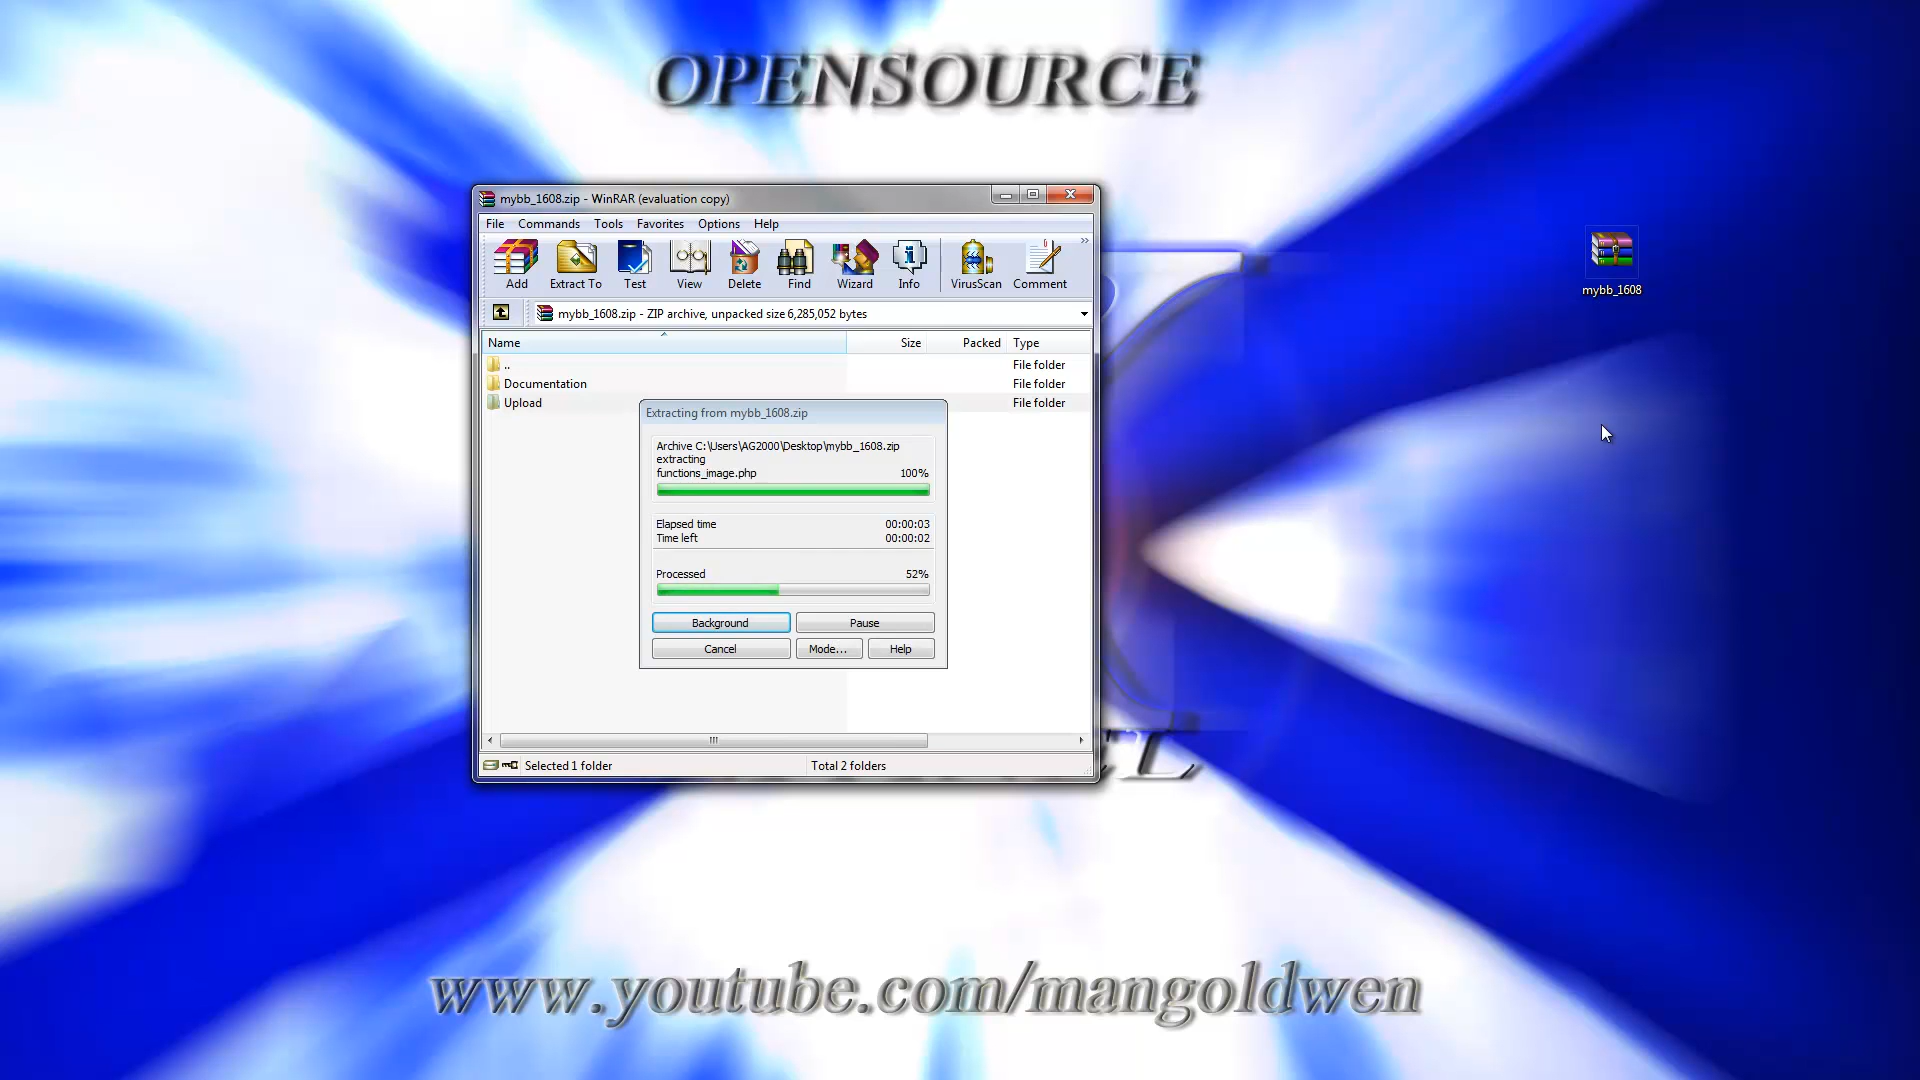 OPENSOURCE
mybb_1608.zip - WinRAR (evaluation copy)
File Commands Tools Favorites Options Help
Add Extract To Test View Delete Find Wizard Info VirusScan Comment
mybb_1608
mybb_1608.zip - ZIP archive, unpacked size 6,285,052 bytes
Name Size Packed Type
.. File folder
Documentation File folder
Upload File folder
Extracting from mybb_1608.zip
Archive C:\Users\AG2000\Desktop\mybb_1608.zip
extracting
functions_image.php 100%
Elapsed time 00:00:03
Time left 00:00:02
Processed 52%
Background Pause
Cancel Mode... Help
Selected 1 folder Total 2 folders
www.youtube.com/mangoldwen